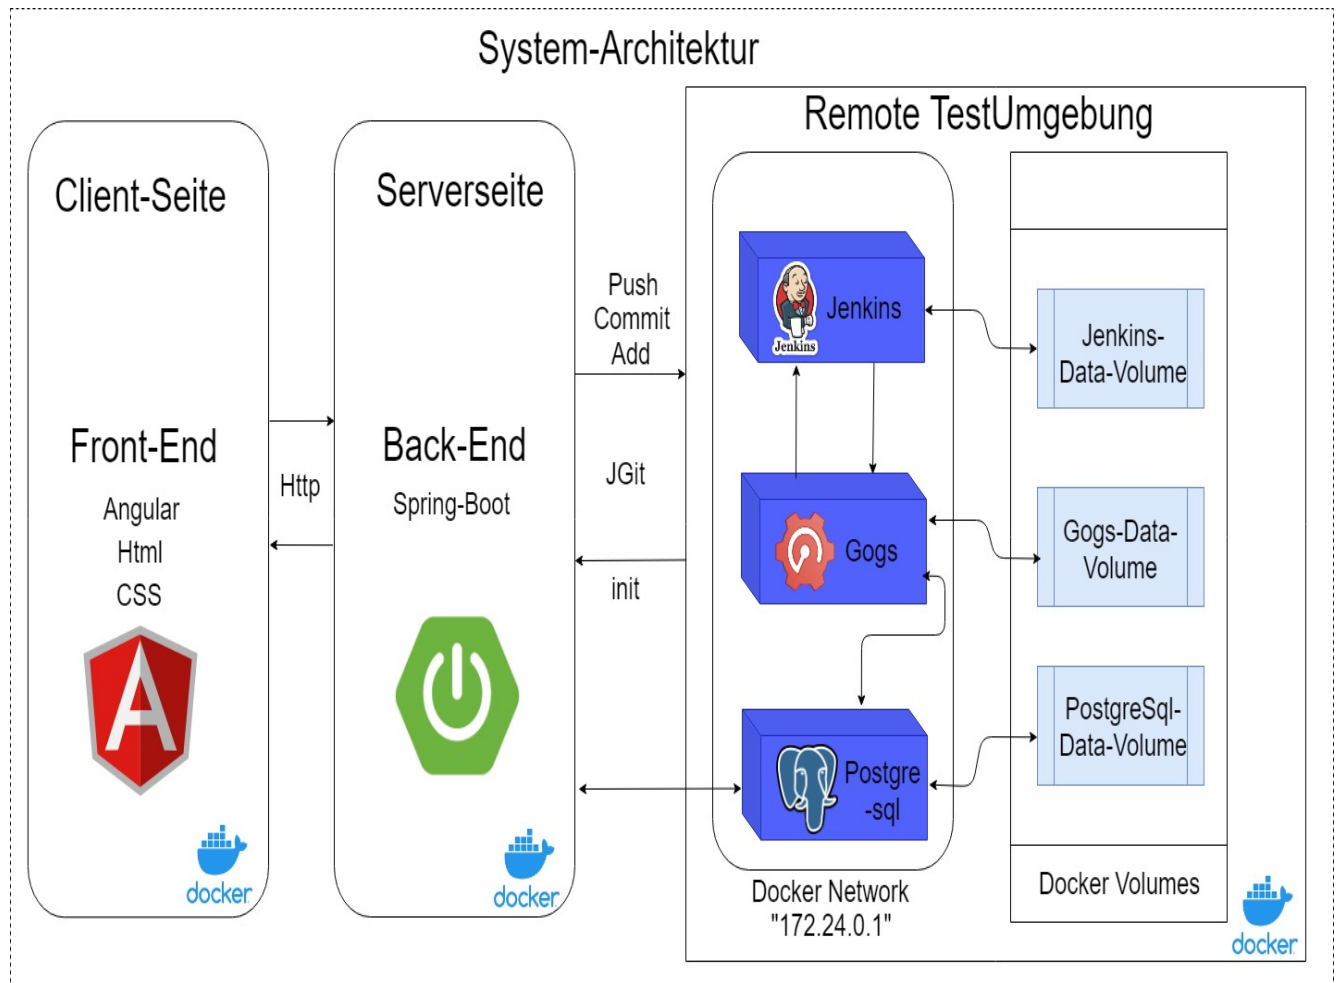 System-Architektur
Client-Seite
Front-End
Angular
Html
CSS
docker
Http
Serverseite
Back-End
Spring-Boot
docker
Push
Commit
Add
JGit
init
Remote TestUmgebung
Jenkins
Jenkins
Gogs
Postgre
-sql
Docker Network
"172.24.0.1"
Jenkins-
Data-Volume
Gogs-Data-
Volume
PostgreSql-
Data-Volume
Docker Volumes
docker